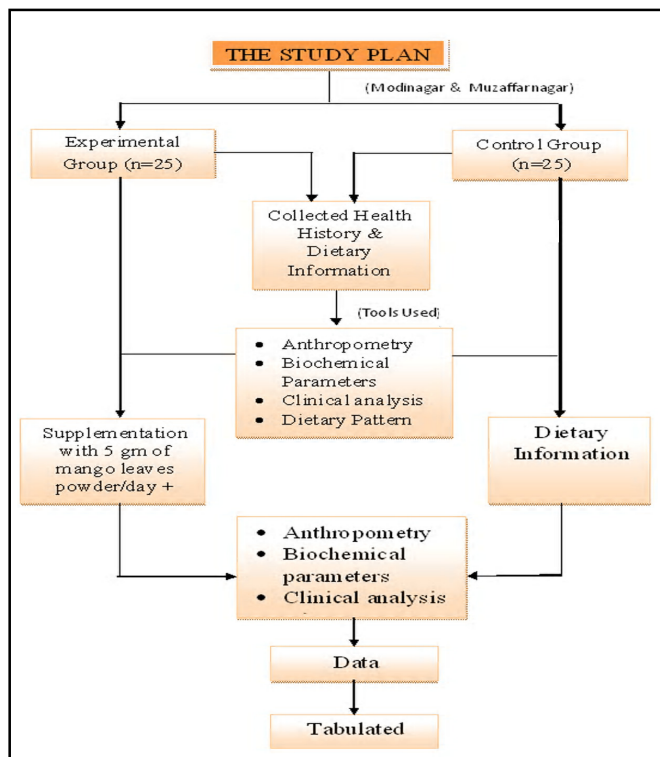 THE STUDY PLAN
(Modinagar & Muzaffarnagar)
Experimental
Group (n=25)
Control Group
(n=25)
Collected Health
History &
Dietary
Information
(Tools Used)
• Anthropometry
• Biochemical
Parameters
• Clinical analysis
• Dietary Pattern
Supplementation
with 5 gm of
mango leaves
powder/day +
Dietary
Information
• Anthropometry
• Biochemical
parameters
• Clinical analysis
Data
Tabulated